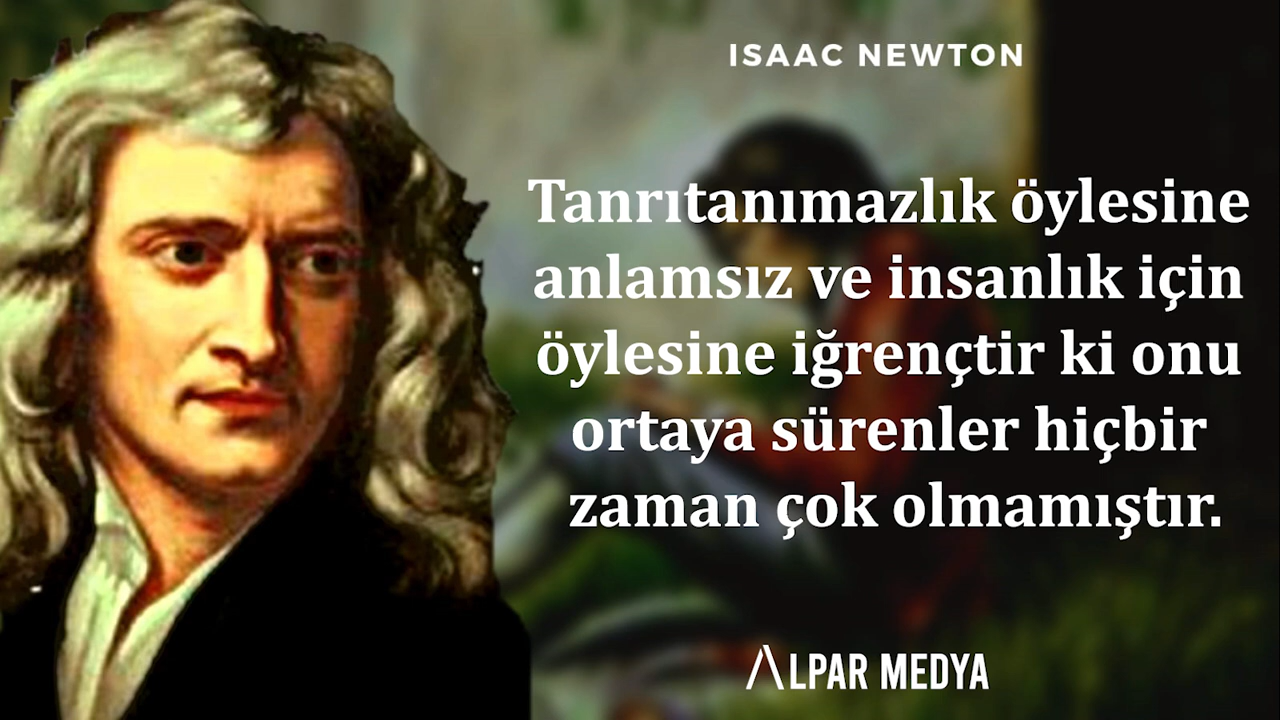 ISAAC NEWTON
Tanrıtanımazlık öylesine
anlamsız ve insanlık için
öylesine iğrençtir ki onu
ortaya sürenler hiçbir
zaman çok olmamıştır.
ALPAR MEDYA